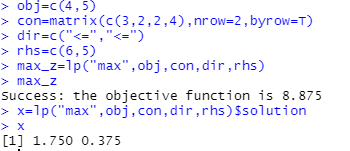 > obj=c(4,5)
> con=matrix(c(3,2,2,4),nrow=2,byrow=T)
> dir=c("<=","<=")
> rhs=c(6,5)
> max_z=lp("max",obj,con,dir,rhs)
> max_z
Success: the objective function is 8.875
> x=lp("max",obj,con,dir,rhs)$solution
> x
[1] 1.750 0.375